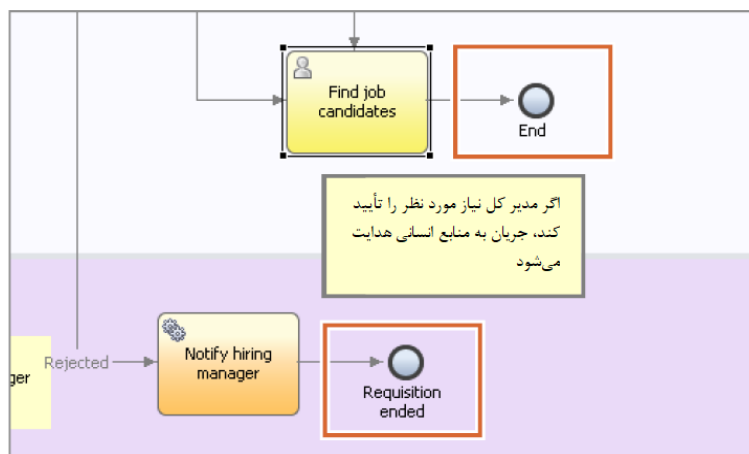 Find job
candidates
End
اگر مدیر کل نیاز مورد نظر را تأیید
کند، جریان به منابع انسانی هدایت
می‌شود
Rejected
Notify hiring
manager
ger
Requisition
ended